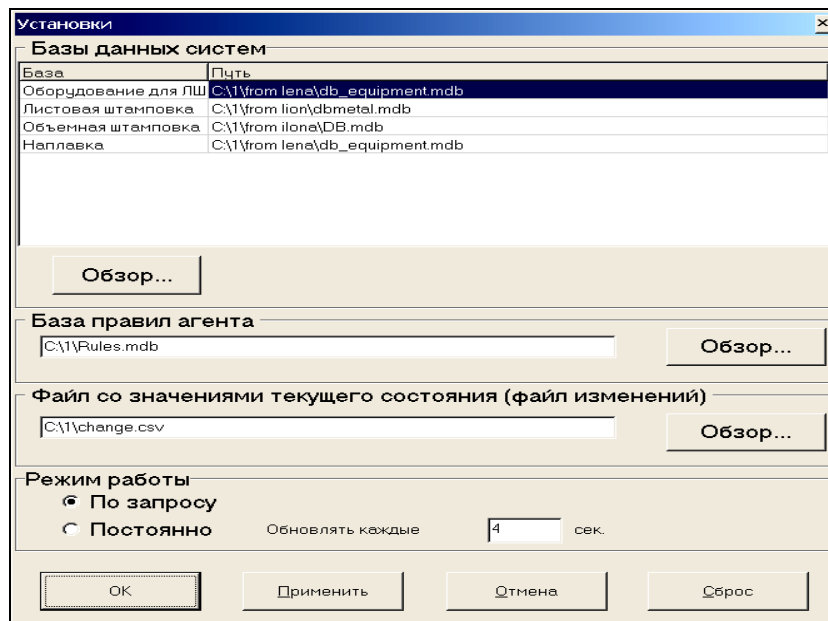 Установки
Базы данных систем
База Путь
Оборудование для ЛШ C:\1\from lena\db_equipment.mdb
Листовая штамповка C:\1\from lion\dbmetal.mdb
Объемная штамповка C:\1\from ilona\DB.mdb
Наплавка C:\1\from lena\db_equipment.mdb
Обзор...
База правил агента
C:\1\Rules.mdb Обзор...
Файл со значениями текущего состояния (файл изменений)
C:\1\change.csv Обзор...
Режим работы
По запросу
Постоянно Обновлять каждые 4 сек.
OK Применить Отмена Сброс